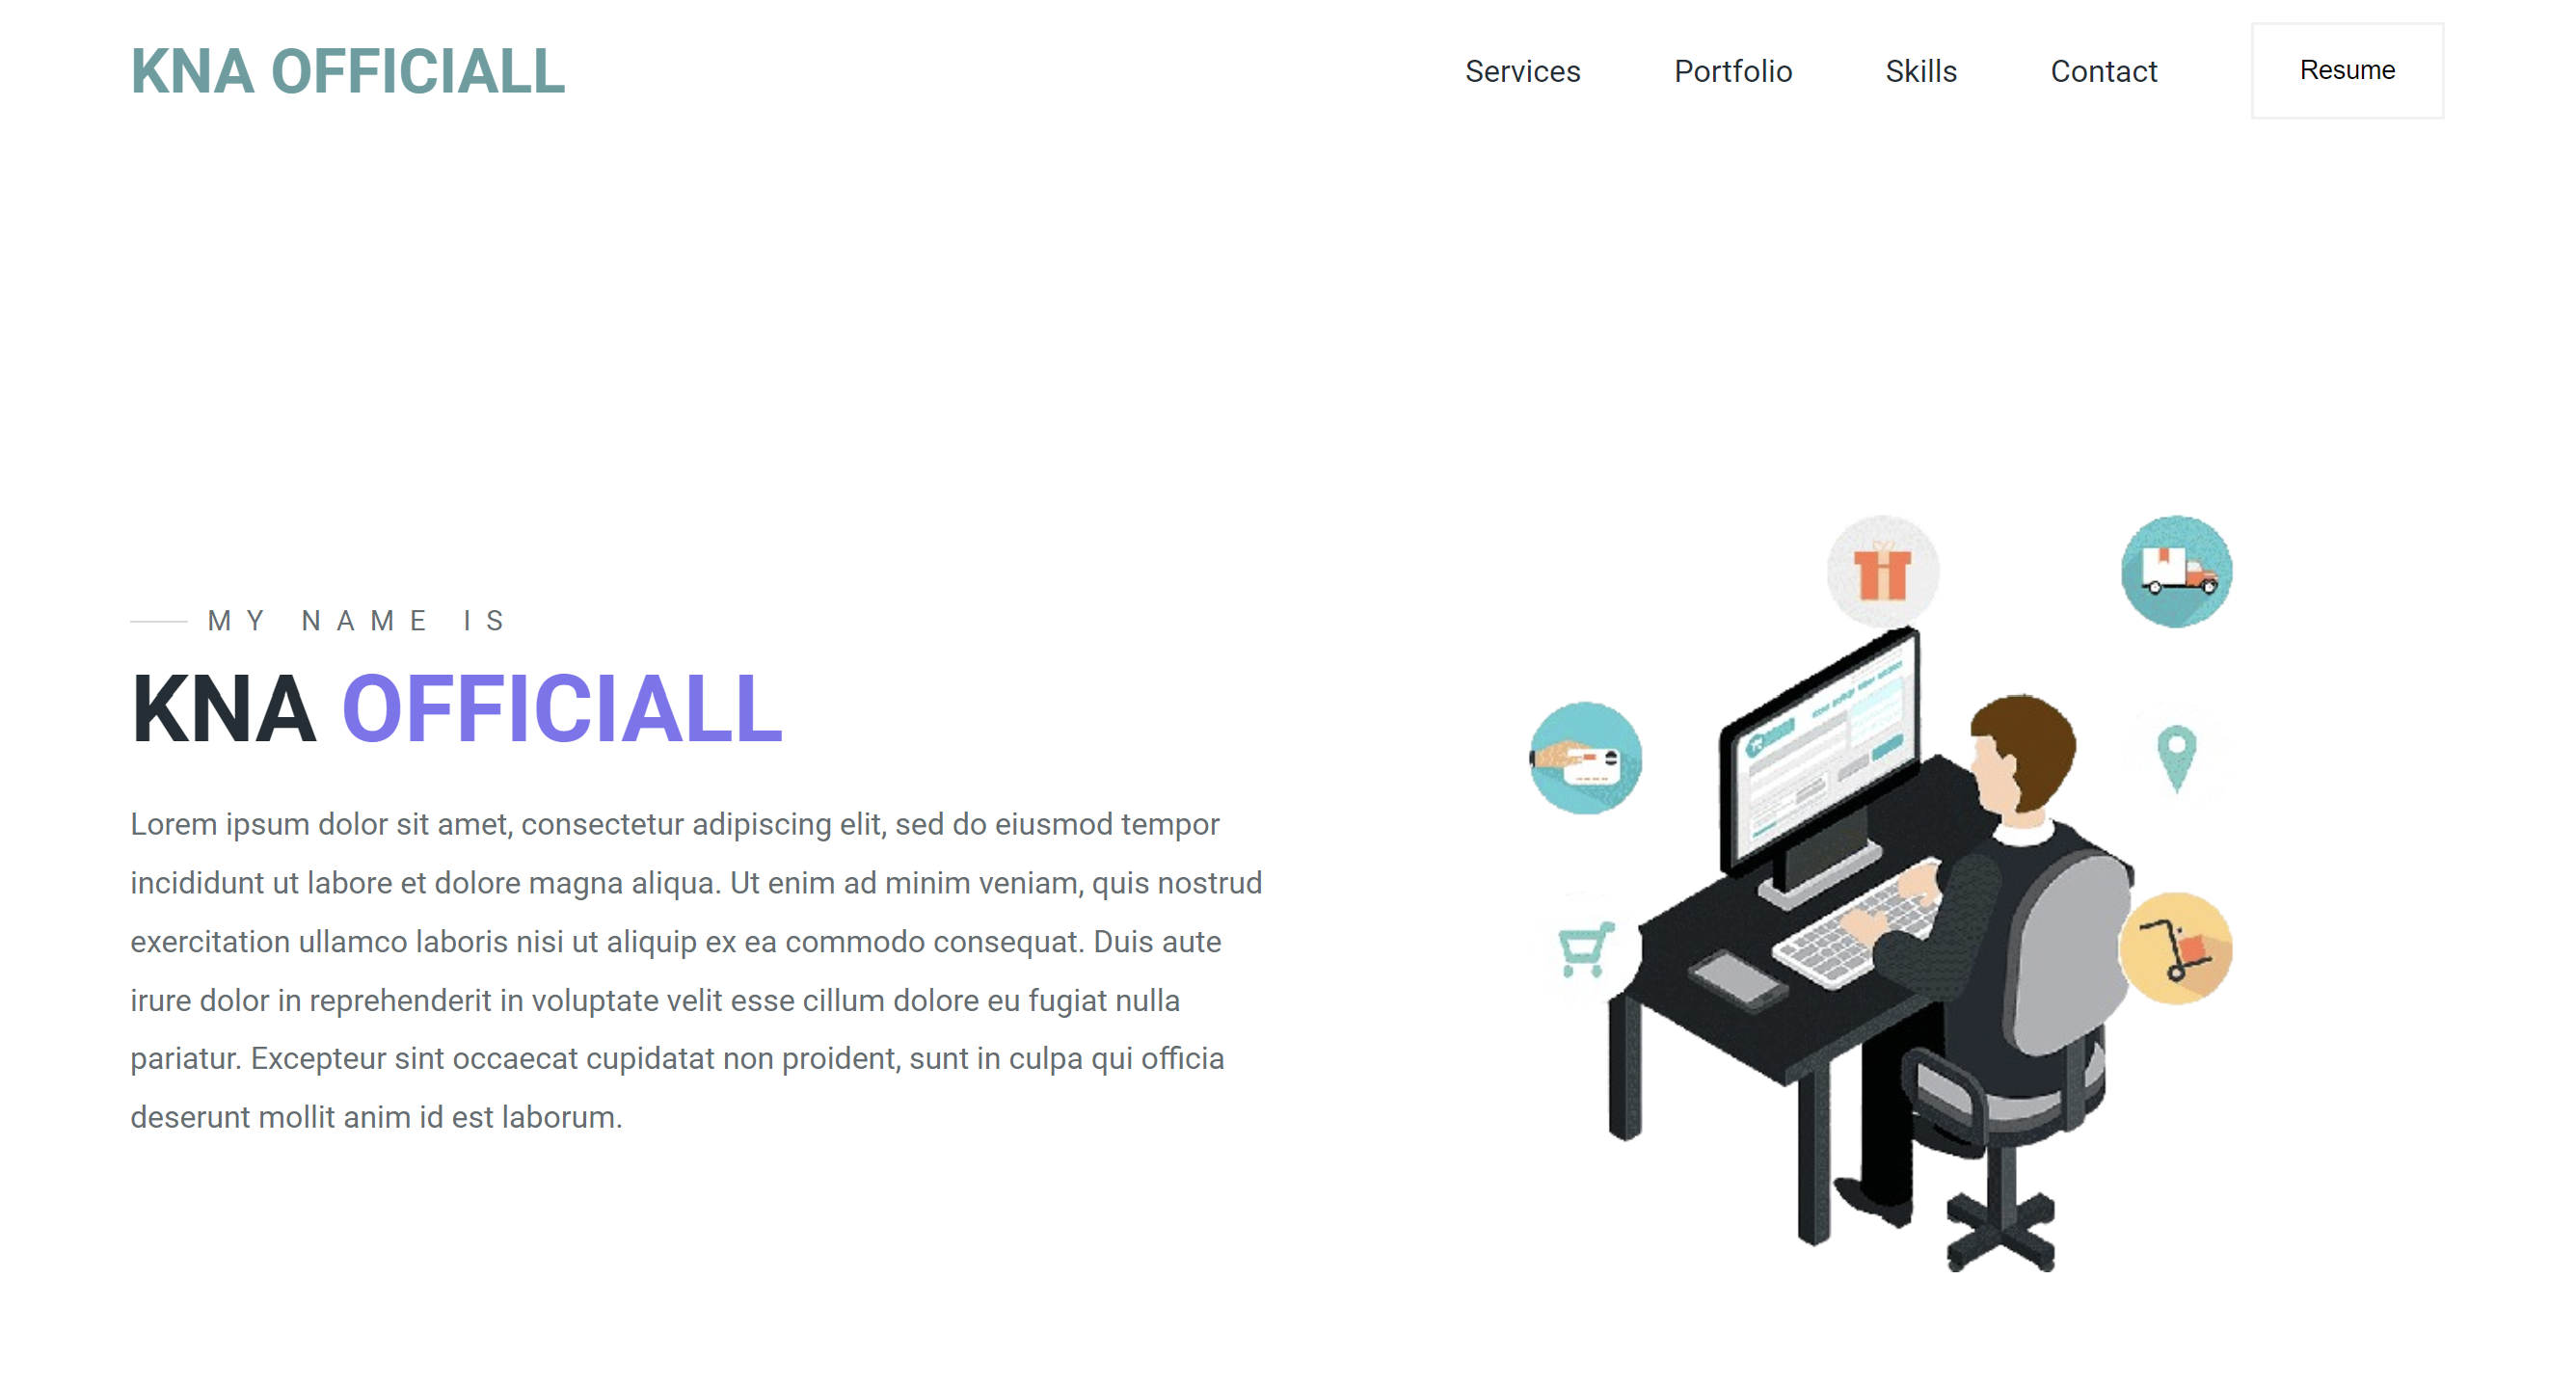 KNA OFFICIALL
Services
Portfolio
Skills
Contact
Resume
MY NAME IS
KNA OFFICIALL
Lorem ipsum dolor sit amet, consectetur adipiscing elit, sed do eiusmod tempor
incididunt ut labore et dolore magna aliqua. Ut enim ad minim veniam, quis nostrud
exercitation ullamco laboris nisi ut aliquip ex ea commodo consequat. Duis aute
irure dolor in reprehenderit in voluptate velit esse cillum dolore eu fugiat nulla
pariatur. Excepteur sint occaecat cupidatat non proident, sunt in culpa qui officia
deserunt mollit anim id est laborum.